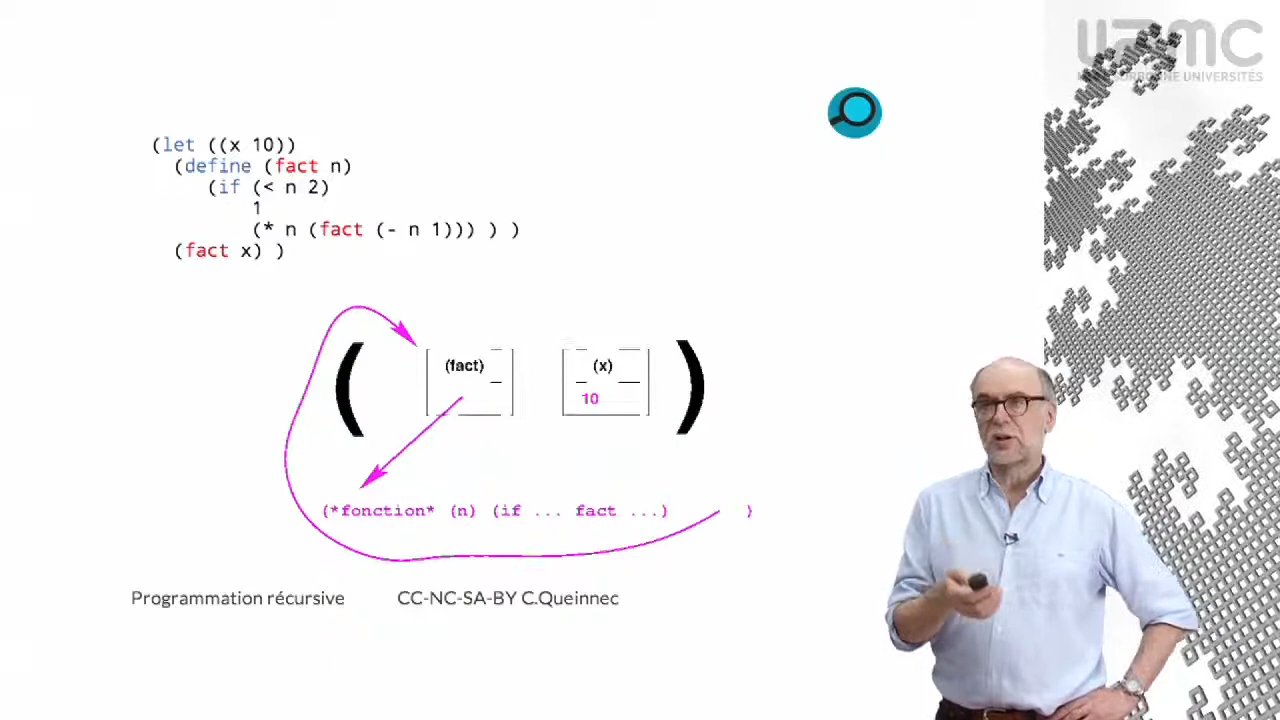 UPMC
SORBONNE UNIVERSITÉS
(let ((x 10))
(define (fact n)
(if (< n 2)
1
(* n (fact (- n 1))) ) )
(fact x) )
( (fact) (x) )
10
(*fonction* (n) (if ... fact ...) )
Programmation récursive CC-NC-SA-BY C.Queinnec